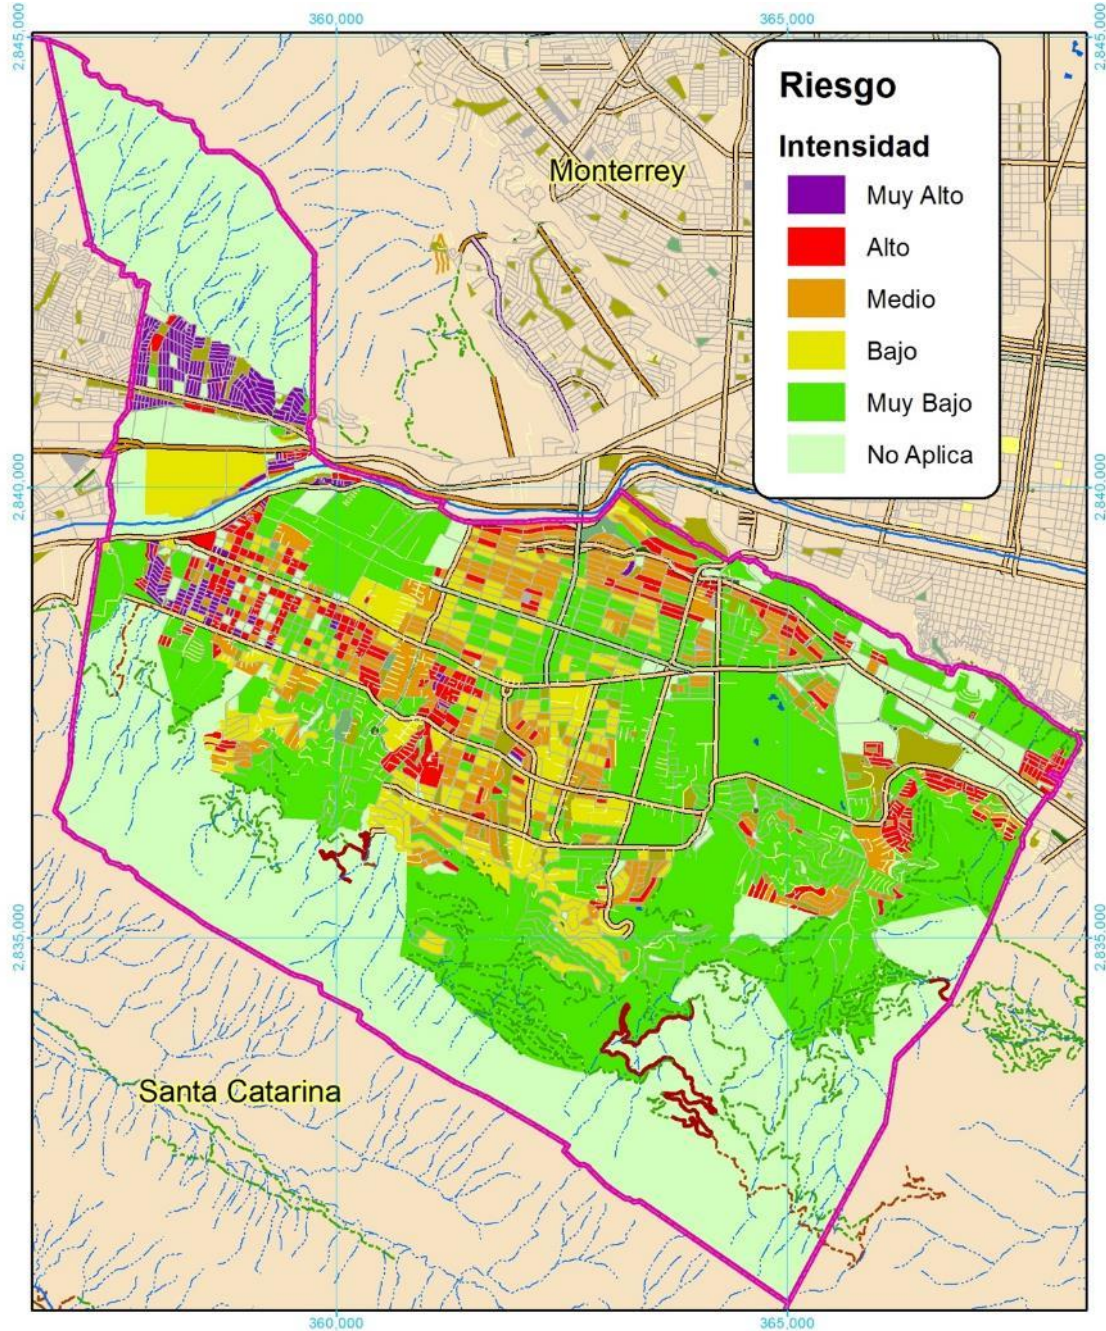 360,000
365,000
2,845,000
2,845,000
Riesgo
Intensidad
Muy Alto
Alto
Medio
Bajo
Muy Bajo
No Aplica
Monterrey
2,840,000
2,840,000
2,835,000
2,835,000
Santa Catarina
360,000
365,000